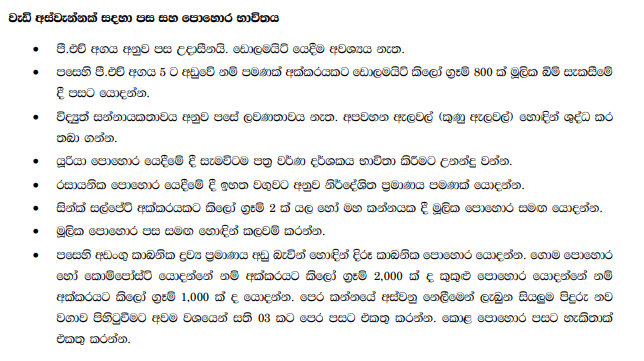 වැඩි අස්වැන්නක් සඳහා පස සහ පොහොර භාවිතය
• පී.එච් අගය අනුව පස උදාසීනයි. ඩොලමයිට් යෙදීම අවශ්‍යය නැත.
• පසෙහි පී.එච් අගය 5 ට අඩුවේ නම් පමණක් අක්කරයකට ඩොලමයිට් කිලෝ ග්‍රෑම් 800 ක් මූලික බිම් සැකසීමේ
දී පසට යොදන්න.
• විද්‍යුත් සන්නායකතාවය අනුව පසේ ලවණතාවය නැත. අපවහන ඇලවල් (කුණු ඇලවල්) හොඳින් ශුද්ධ කර
තබා ගන්න.
• යූරියා පොහොර යෙදීමේ දී සැමවිටම පත්‍ර වර්ණ දර්ශකය භාවිතා කිරීමට උනන්දු වන්න.
• රසායනික පොහොර යෙදීමේ දී ඉහත වගුවට අනුව නිර්දේශිත ප්‍රමාණය පමණක් යොදන්න.
• සින්ක් සල්පේට් අක්කරයකට කිලෝ ග්‍රෑම් 2 ක් යල හෝ මහ කන්නයක දී මූලික පොහොර සමඟ යොදන්න.
• මූලික පොහොර පස සමඟ හොඳින් කලවම් කරන්න.
• පසෙහි අඩංගු කාබනික ද්‍රව්‍ය ප්‍රමාණය අඩු බැවින් හොඳින් දිරූ කාබනික පොහොර යොදන්න. ගොම පොහොර
හෝ කොම්පෝස්ට් යොදන්නේ නම් අක්කරයට කිලෝ ග්‍රෑම් 2,000 ක් ද කුකුළු පොහොර යොදන්නේ නම්
අක්කරයට කිලෝ ග්‍රෑම් 1,000 ක් ද යොදන්න. පෙර කන්නයේ අස්වනු නෙලීමෙන් ලැබුන සියලුම පිදුරු නව
වගාව පිහිටුවීමට අවම වශයෙන් සති 03 කට පෙර පසට එකතු කරන්න. කොළ පොහොර පසට හැකිතාක්
එකතු කරන්න.